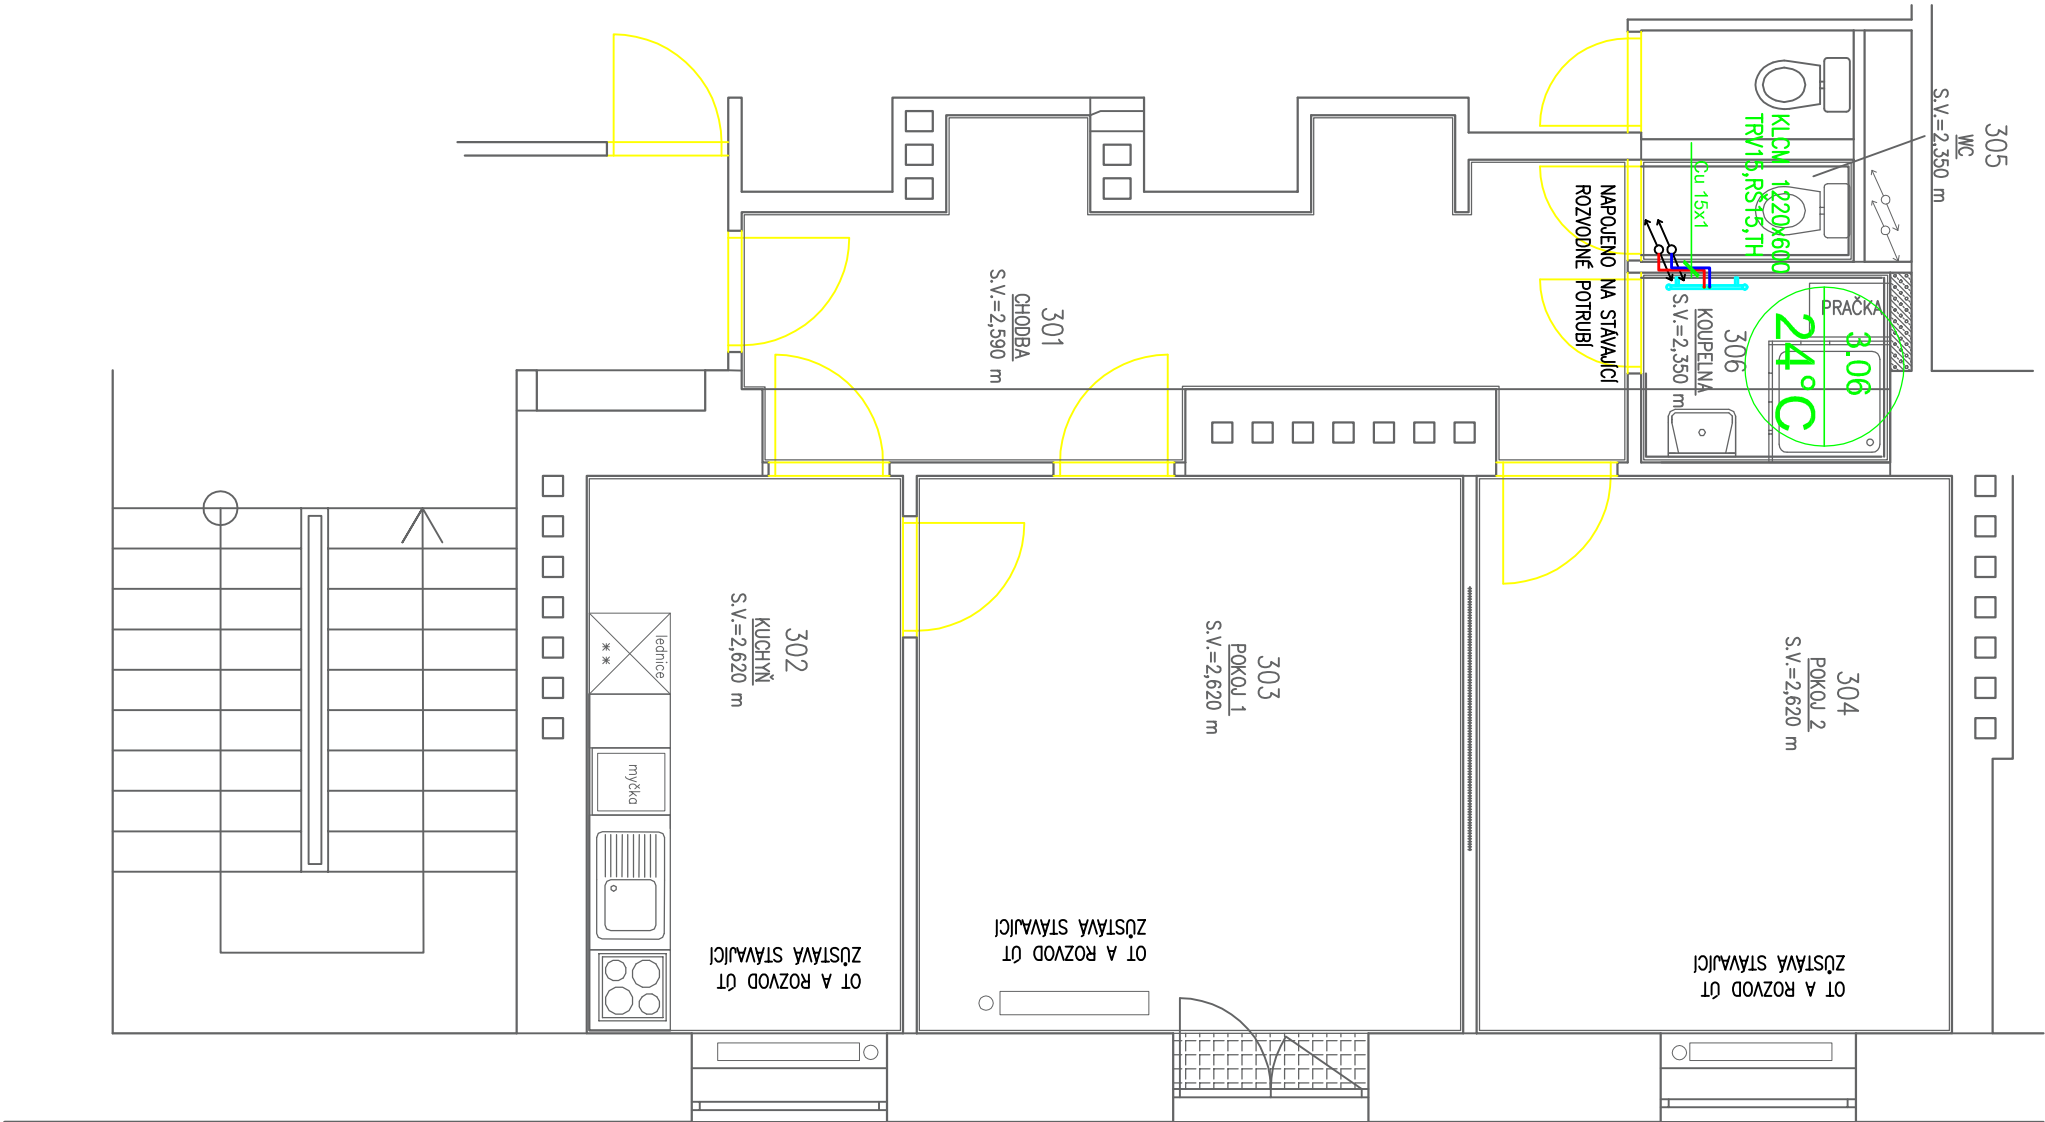 305
WC
S.V.=2,350 m
KLCM 1220x600
TRV15,RŠ15,TH
Cu 15x1
NAPOJENO NA STÁVAJÍCÍ
ROZVODNÉ POTRUBÍ
301
CHODBA
S.V.=2,590 m
306
KOUPELNA
S.V.=2,350 m
PRAČKA
3.06
24°C
302
KUCHYŇ
S.V.=2,620 m
lednice
**
myčka
303
POKOJ 1
S.V.=2,620 m
304
POKOJ 2
S.V.=2,620 m
OT A ROZVOD ÚT
ZŮSTÁVÁ STÁVAJÍCÍ
OT A ROZVOD ÚT
ZŮSTÁVÁ STÁVAJÍCÍ
OT A ROZVOD ÚT
ZŮSTÁVÁ STÁVAJÍCÍ